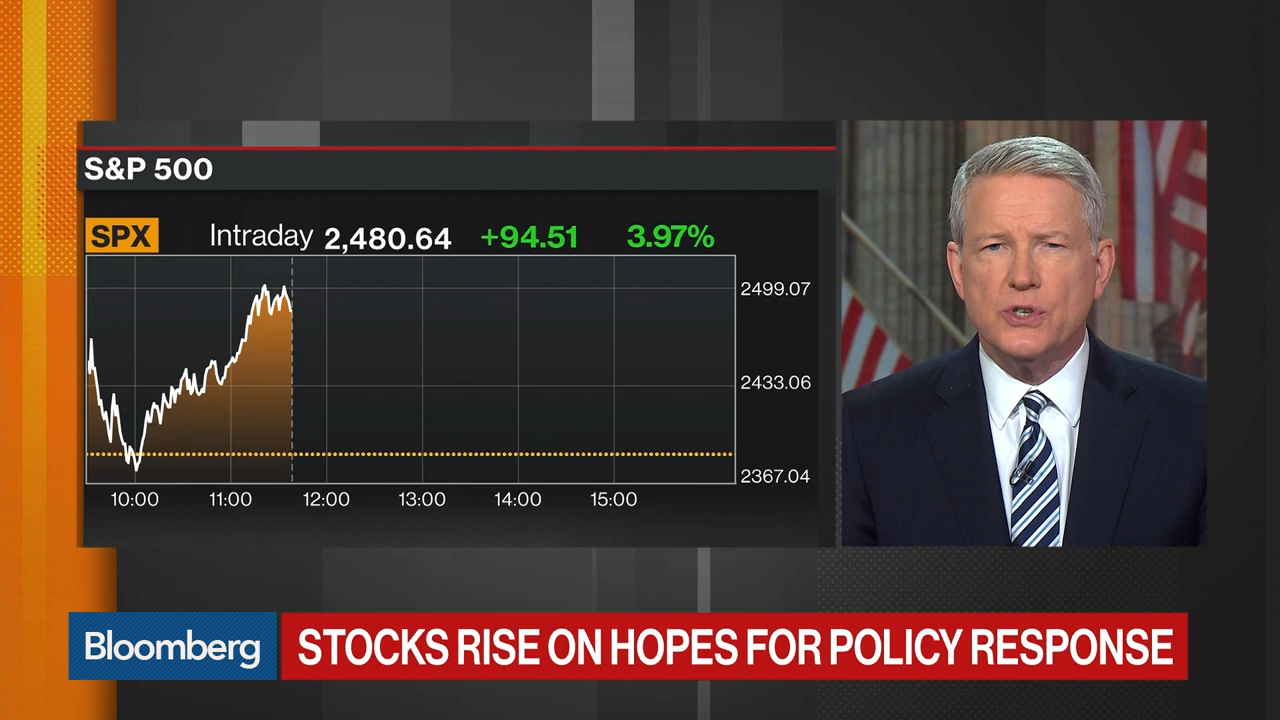 S&P 500
SPX Intraday 2,480.64 +94.51 3.97%
2499.07
2433.06
2367.04
10:00 11:00 12:00 13:00 14:00 15:00
Bloomberg STOCKS RISE ON HOPES FOR POLICY RESPONSE